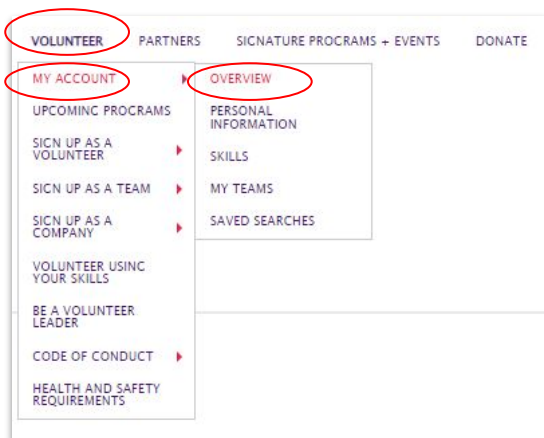 VOLUNTEER PARTNERS SIGNATURE PROGRAMS + EVENTS DONATE
MY ACCOUNT
UPCOMING PROGRAMS
SIGN UP AS A
VOLUNTEER
SIGN UP AS A TEAM
SIGN UP AS A
COMPANY
VOLUNTEER USING
YOUR SKILLS
BE A VOLUNTEER
LEADER
CODE OF CONDUCT
HEALTH AND SAFETY
REQUIREMENTS
OVERVIEW
PERSONAL
INFORMATION
SKILLS
MY TEAMS
SAVED SEARCHES